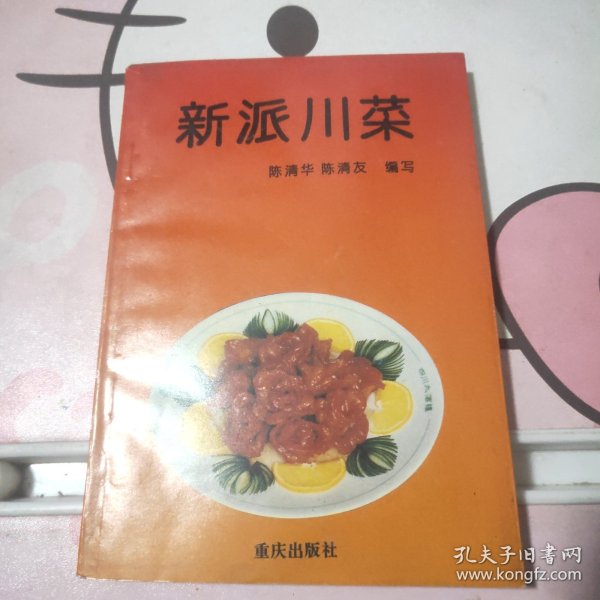 新派川菜
陈清华 陈清友 编写
重庆出版社
孔夫子旧书网
www.kongfz.com